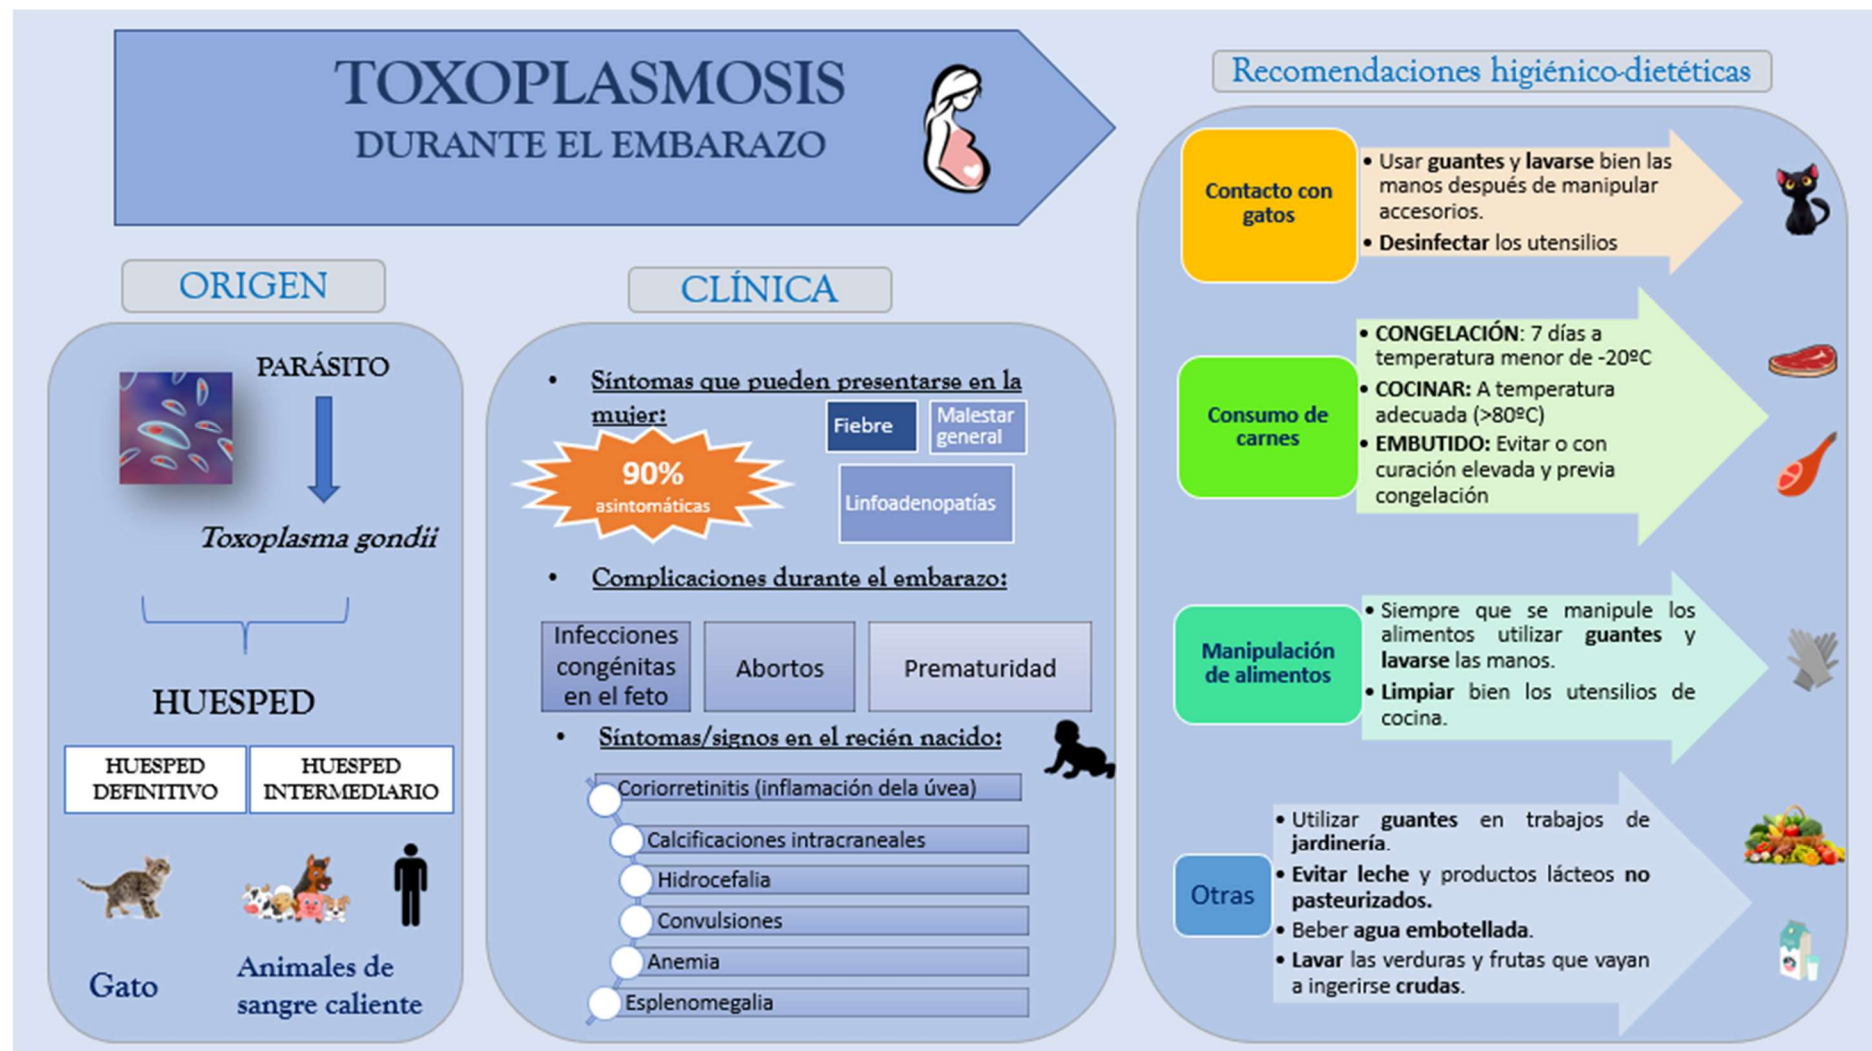 TOXOPLASMOSIS
DURANTE EL EMBARAZO
ORIGEN
PARÁSITO
Toxoplasma gondii
HUESPED
HUESPED
DEFINITIVO
HUESPED
INTERMEDIARIO
Gato
Animales de
sangre caliente
CLÍNICA
• Síntomas que pueden presentarse en la
mujer:
90%
asintomáticas
Fiebre
Malestar
general
Linfoadenopatías
• Complicaciones durante el embarazo:
Infecciones
congénitas
en el feto
Abortos
Prematuridad
• Síntomas/signos en el recién nacido:
Coriorretinitis (inflamación dela úvea)
Calcificaciones intracraneales
Hidrocefalia
Convulsiones
Anemia
Esplenomegalia
Recomendaciones higiénico-dietéticas
Contacto con
gatos
• Usar guantes y lavarse bien las
manos después de manipular
accesorios.
• Desinfectar los utensilios
Consumo de
carnes
• CONGELACIÓN: 7 días a
temperatura menor de -20ºC
• COCINAR: A temperatura
adecuada (>80ºC)
• EMBUTIDO: Evitar o con
curación elevada y previa
congelación
Manipulación
de alimentos
• Siempre que se manipule los
alimentos utilizar guantes y
lavarse las manos.
• Limpiar bien los utensilios de
cocina.
Otras
• Utilizar guantes en trabajos de
jardinería.
• Evitar leche y productos lácteos no
pasteurizados.
• Beber agua embotellada.
• Lavar las verduras y frutas que vayan
a ingerirse crudas.